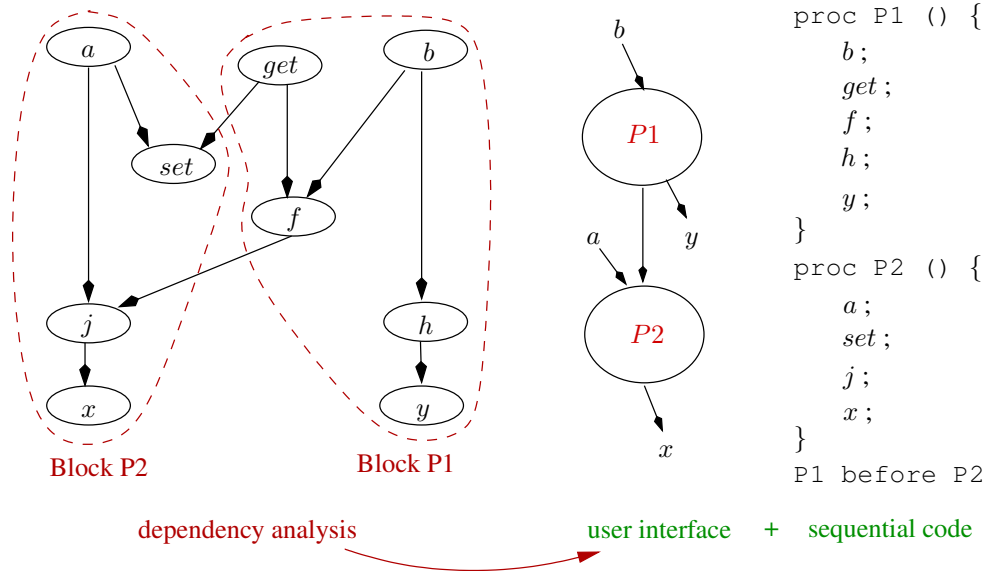 a
get
b
set
f
j
h
x
y
Block P2
Block P1
b
P1
y
a
P2
x
proc P1 () {
b ;
get ;
f ;
h ;
y ;
}
proc P2 () {
a ;
set ;
j ;
x ;
}
P1 before P2
dependency analysis
user interface + sequential code